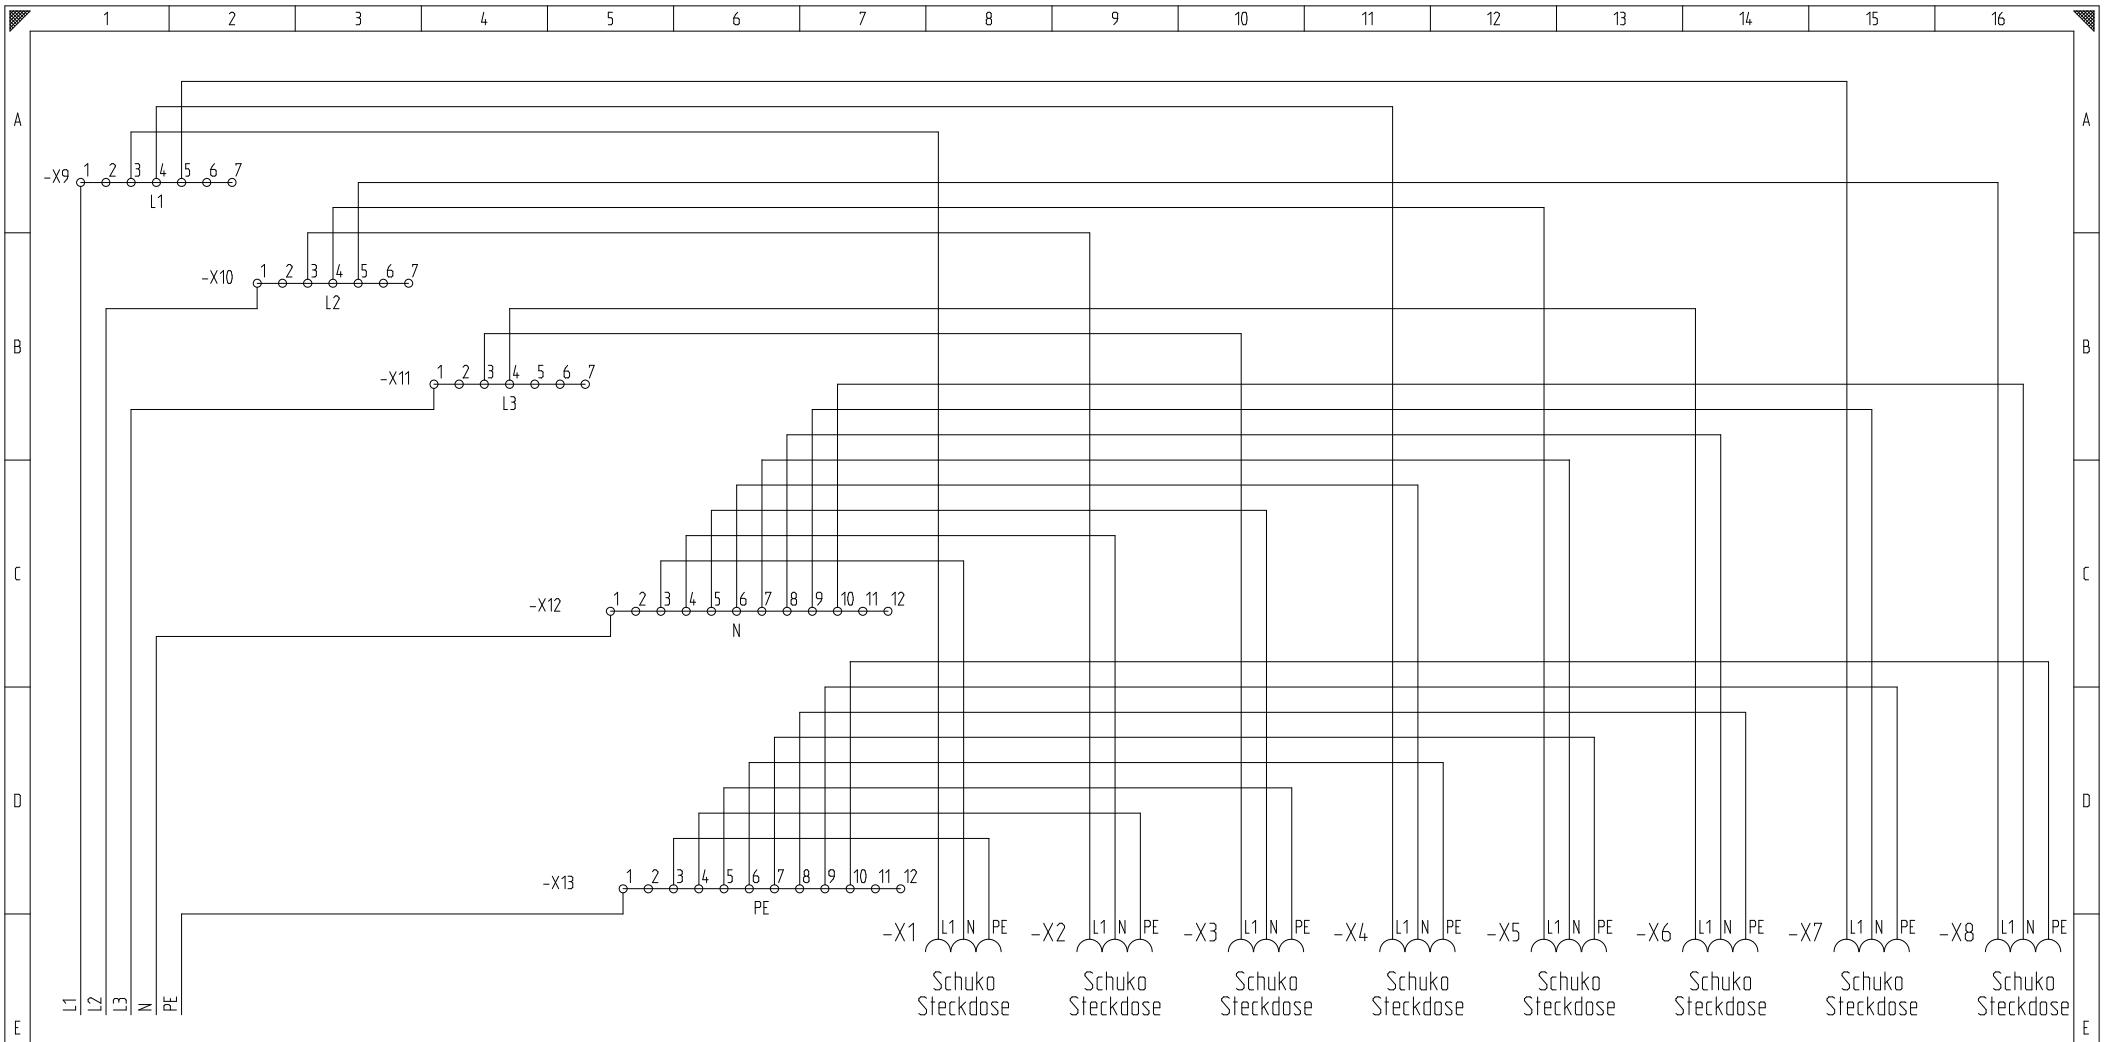 1 2 3 4 5 6 7 8 9 10 11 12 13 14 15 16
A A
-X9 1 2 3 4 5 6 7
L1
-X10 1 2 3 4 5 6 7
L2
B B
-X11 1 2 3 4 5 6 7
L3
C C
-X12 1 2 3 4 5 6 7 8 9 10 11 12
N
D D
-X13 1 2 3 4 5 6 7 8 9 10 11 12
PE
-X1 L1 N PE -X2 L1 N PE -X3 L1 N PE -X4 L1 N PE -X5 L1 N PE -X6 L1 N PE -X7 L1 N PE -X8 L1 N PE
Schuko Schuko Schuko Schuko Schuko Schuko Schuko Schuko
Steckdose Steckdose Steckdose Steckdose Steckdose Steckdose Steckdose Steckdose
L1 L2 L3 N PE
E E